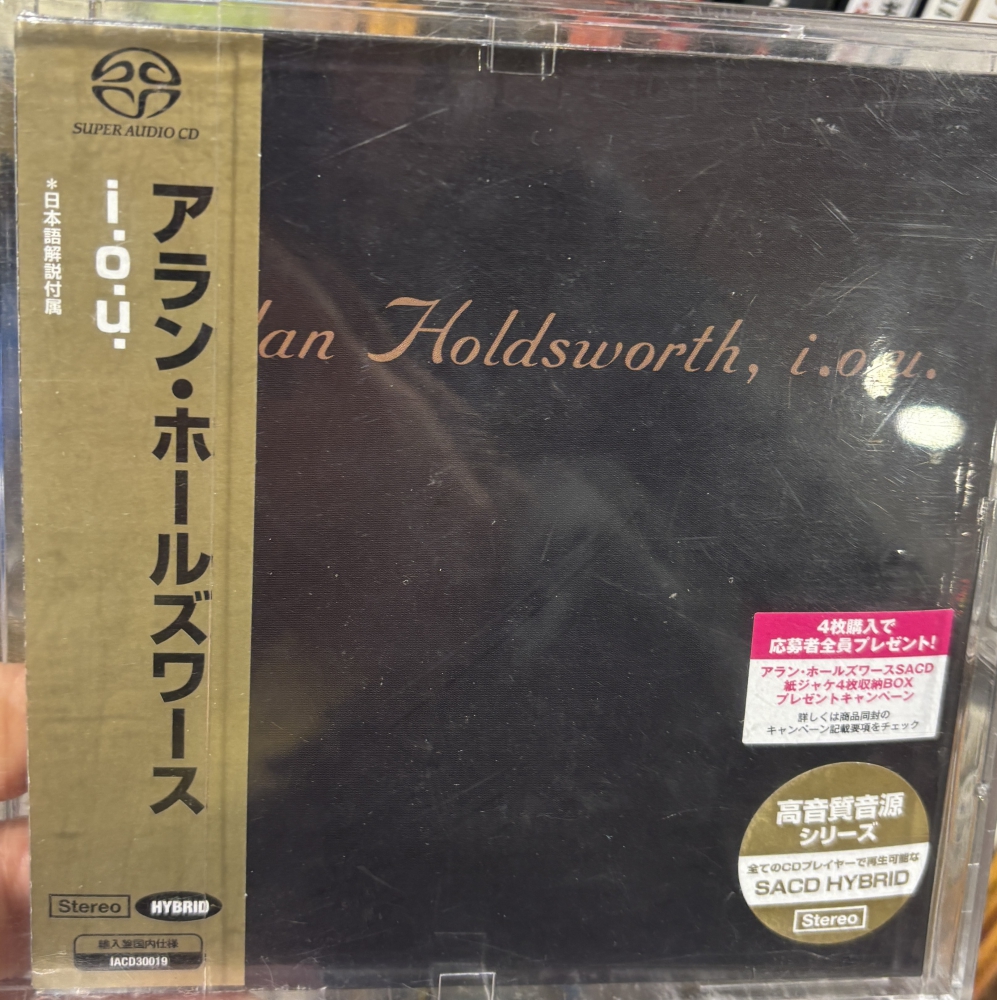 SUPER AUDIO CD
アラン・ホールズワース
i.o.u.
*日本語解説付属
Stereo
HYBRID
輸入盤国内仕様
IACD30019
lan Holdsworth, i.o.u.
4枚購入で
応募者全員プレゼント!
アラン・ホールズワースSACD
紙ジャケ4枚収納BOX
プレゼントキャンペーン
詳しくは商品同封の
キャンペーン記載要項をチェック
高音質音源
シリーズ
全てのCDプレイヤーで再生可能な
SACD HYBRID
Stereo